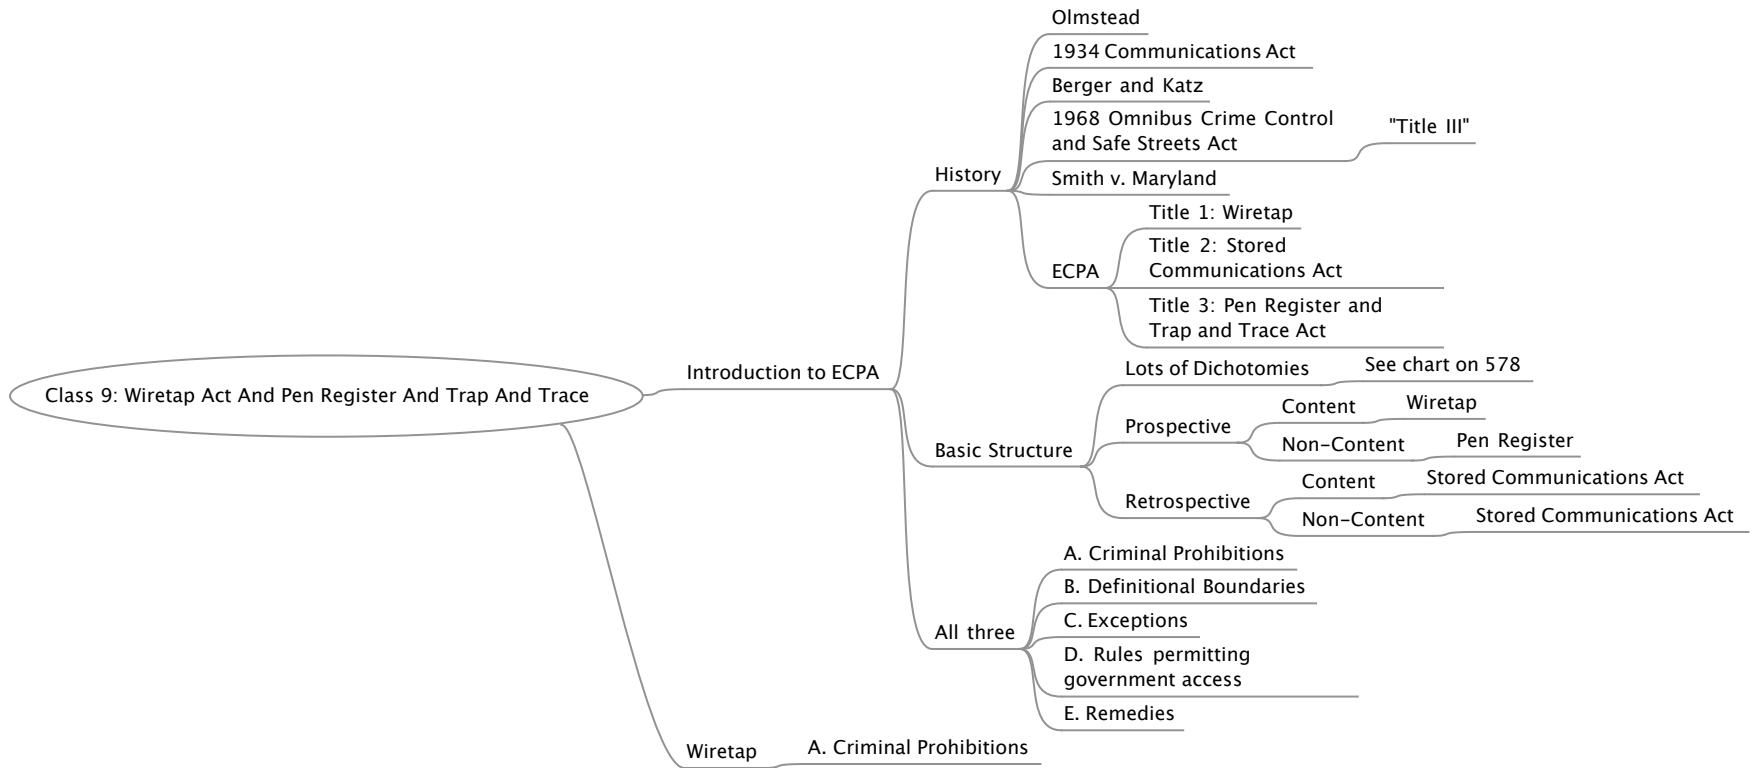 Class 9: Wiretap Act And Pen Register And Trap And Trace
Introduction to ECPA
History
Olmstead
1934 Communications Act
Berger and Katz
1968 Omnibus Crime Control
and Safe Streets Act
"Title III"
Smith v. Maryland
ECPA
Title 1: Wiretap
Title 2: Stored
Communications Act
Title 3: Pen Register and
Trap and Trace Act
Basic Structure
Lots of Dichotomies
See chart on 578
Prospective
Content
Wiretap
Non-Content
Pen Register
Retrospective
Content
Stored Communications Act
Non-Content
Stored Communications Act
All three
A. Criminal Prohibitions
B. Definitional Boundaries
C. Exceptions
D. Rules permitting
government access
E. Remedies
Wiretap
A. Criminal Prohibitions